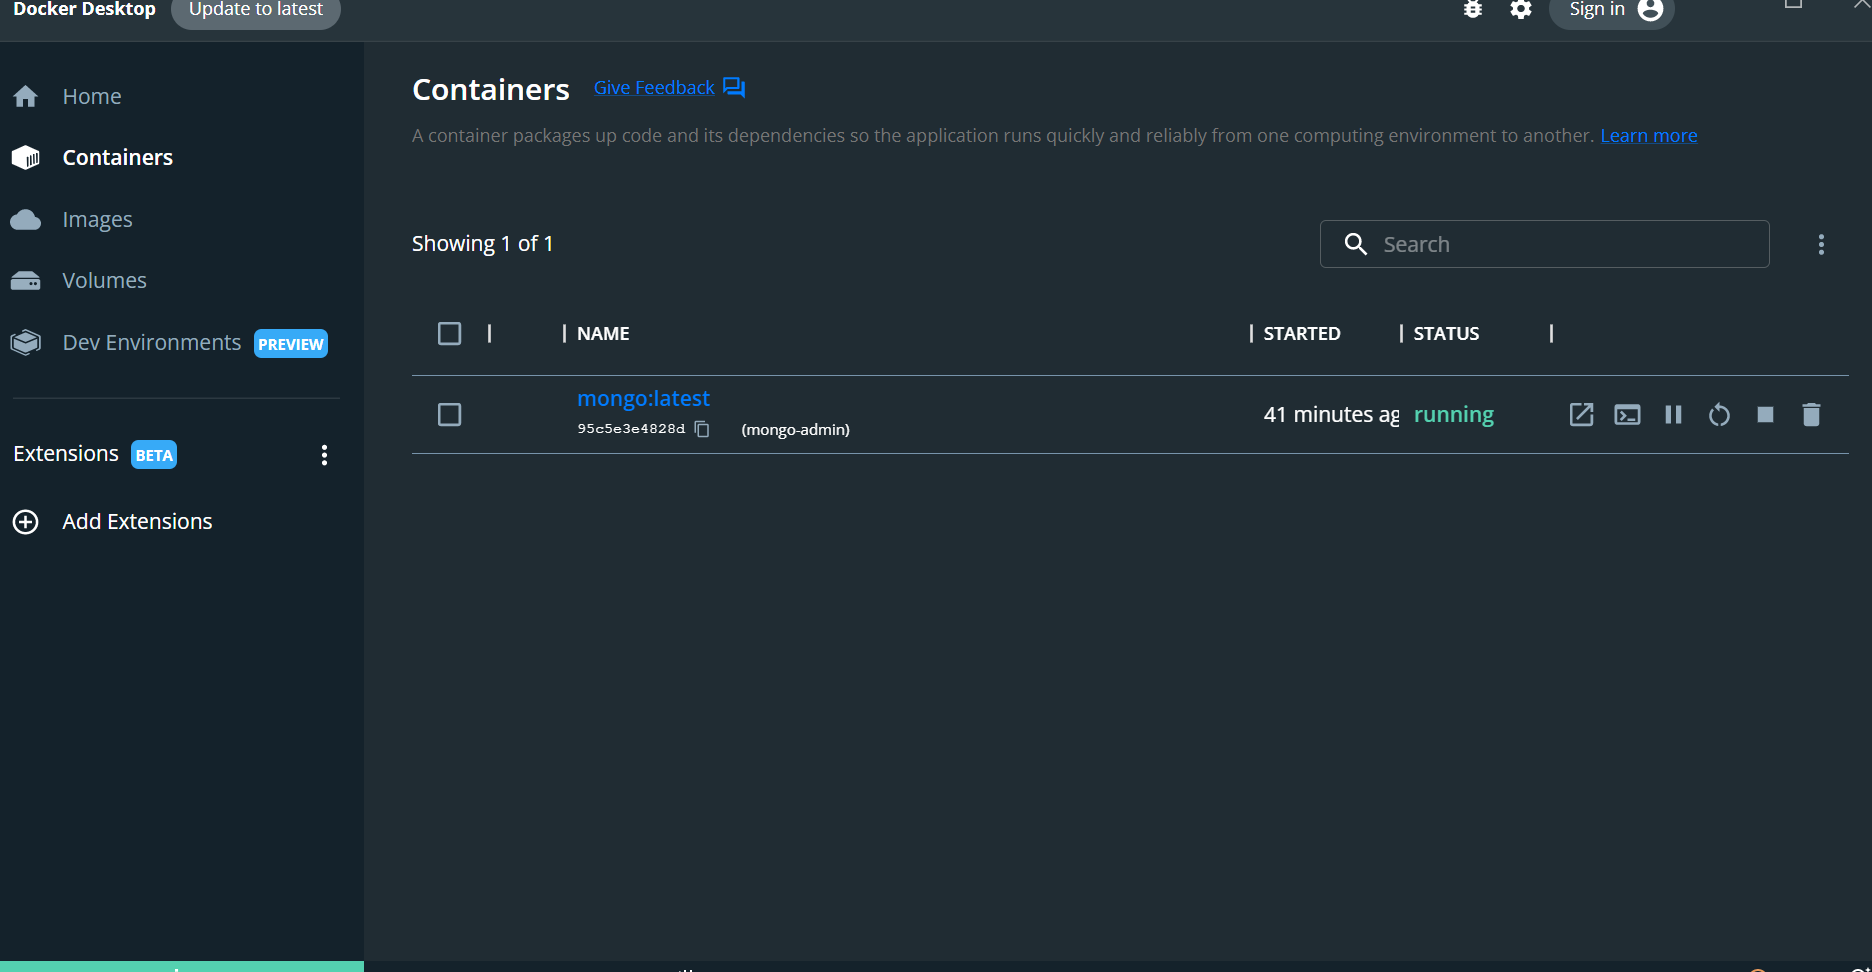 Docker Desktop Update to latest Sign in
Home
Containers
Images
Volumes
Dev Environments PREVIEW
Extensions BETA
Add Extensions
Containers Give Feedback
A container packages up code and its dependencies so the application runs quickly and reliably from one computing environment to another. Learn more
Showing 1 of 1
Search
NAME STARTED STATUS
mongo:latest
95c5e3e4828d (mongo-admin)
41 minutes ag running